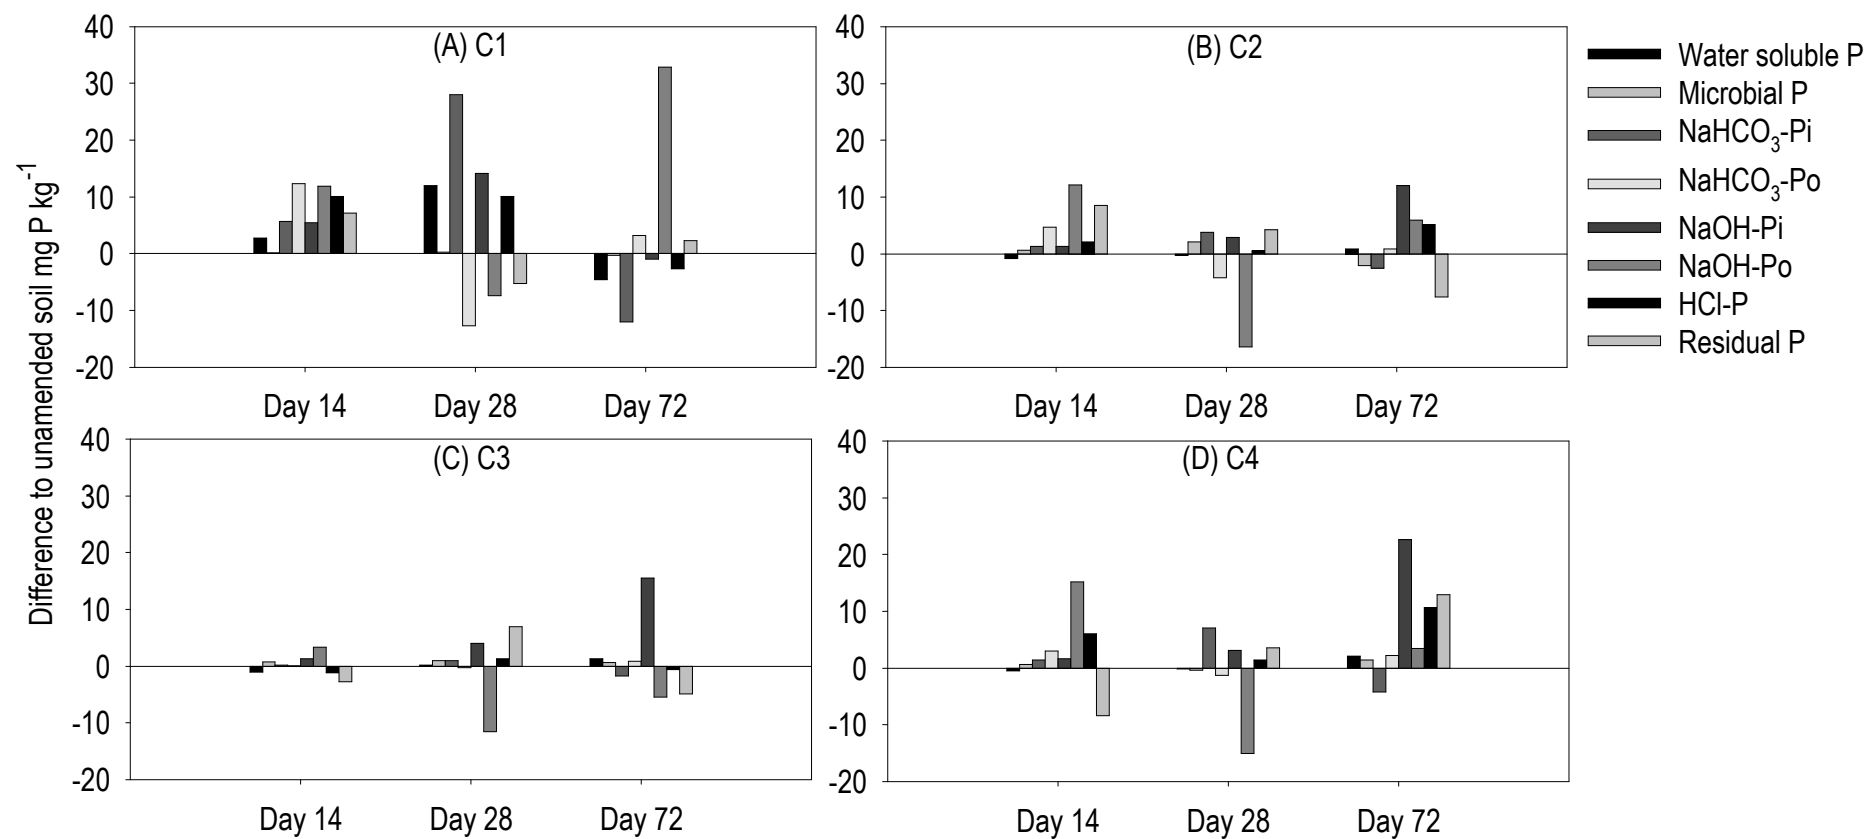 Difference to unamended soil mg P kg-1
(A) C1
40
30
20
10
0
-10
-20
Day 14
Day 28
Day 72
(B) C2
40
30
20
10
0
-10
-20
Day 14
Day 28
Day 72
Water soluble P
Microbial P
NaHCO3-Pi
NaHCO3-Po
NaOH-Pi
NaOH-Po
HCl-P
Residual P
(C) C3
40
30
20
10
0
-10
-20
Day 14
Day 28
Day 72
(D) C4
40
30
20
10
0
-10
-20
Day 14
Day 28
Day 72